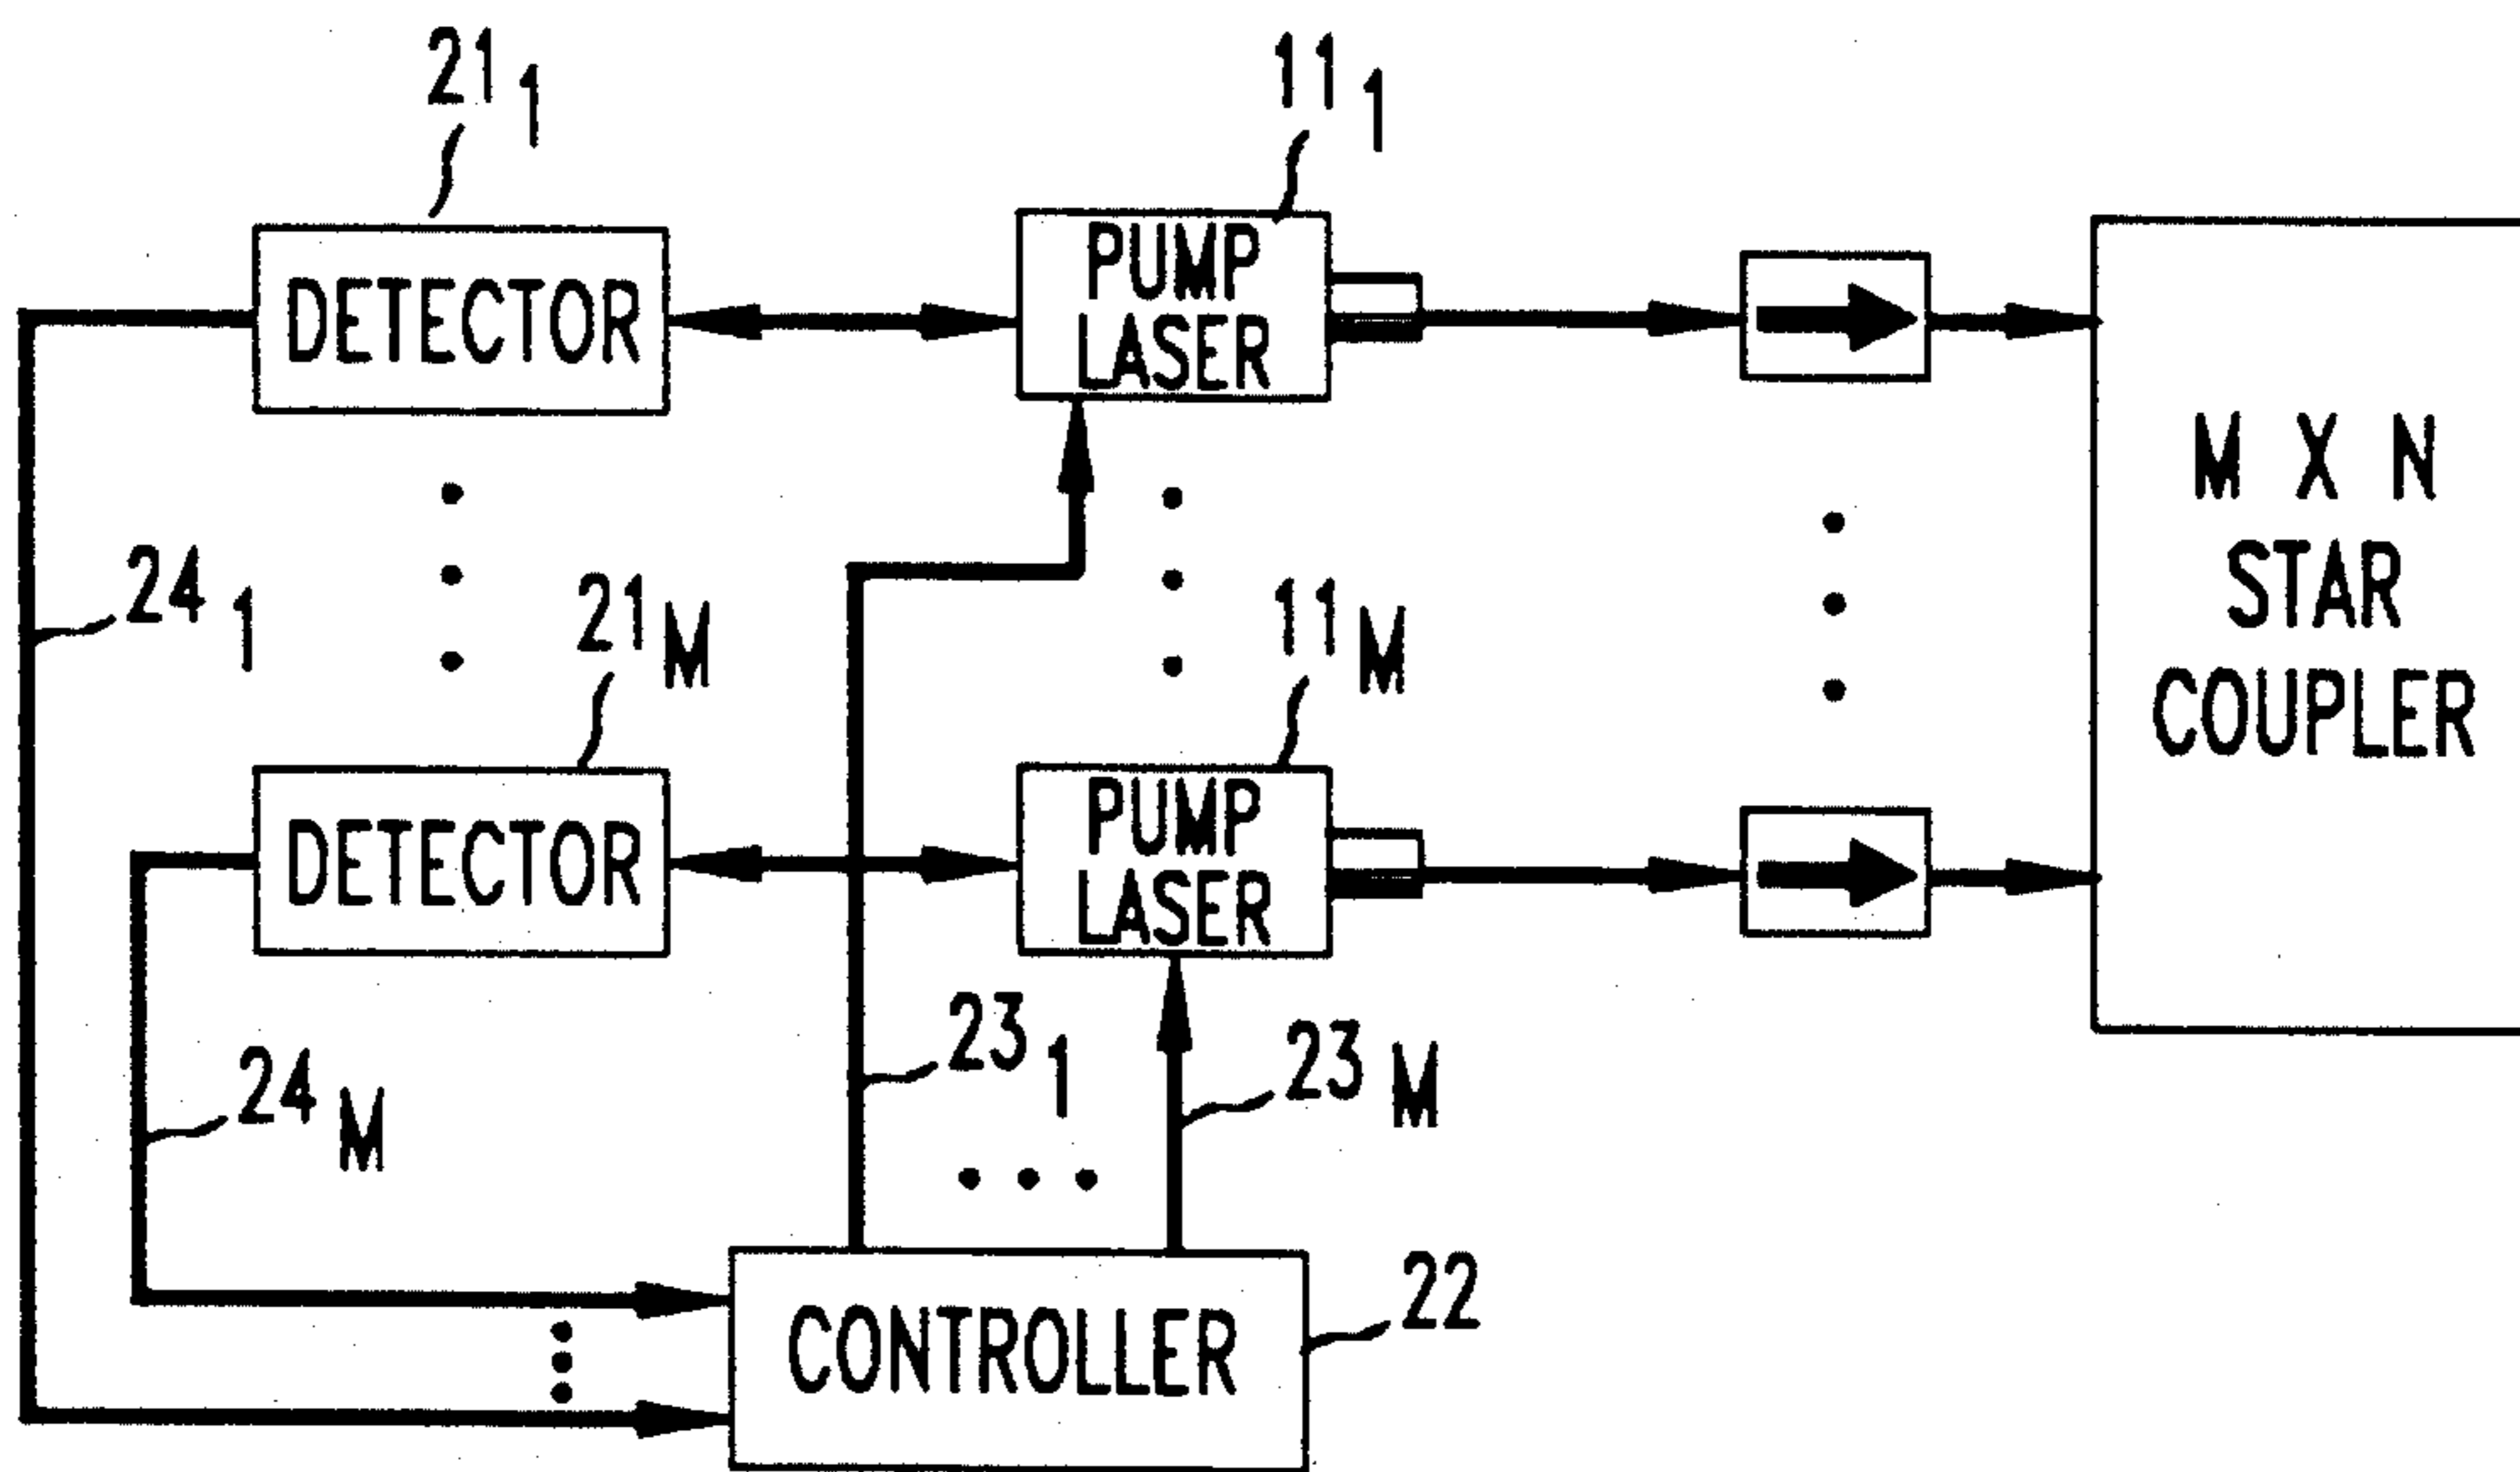 21 1
11 1
DETECTOR
PUMP
LASER
M X N
STAR
COUPLER
24 1
21 M
11 M
DETECTOR
PUMP
LASER
24 M
23 1
23 M
CONTROLLER
22